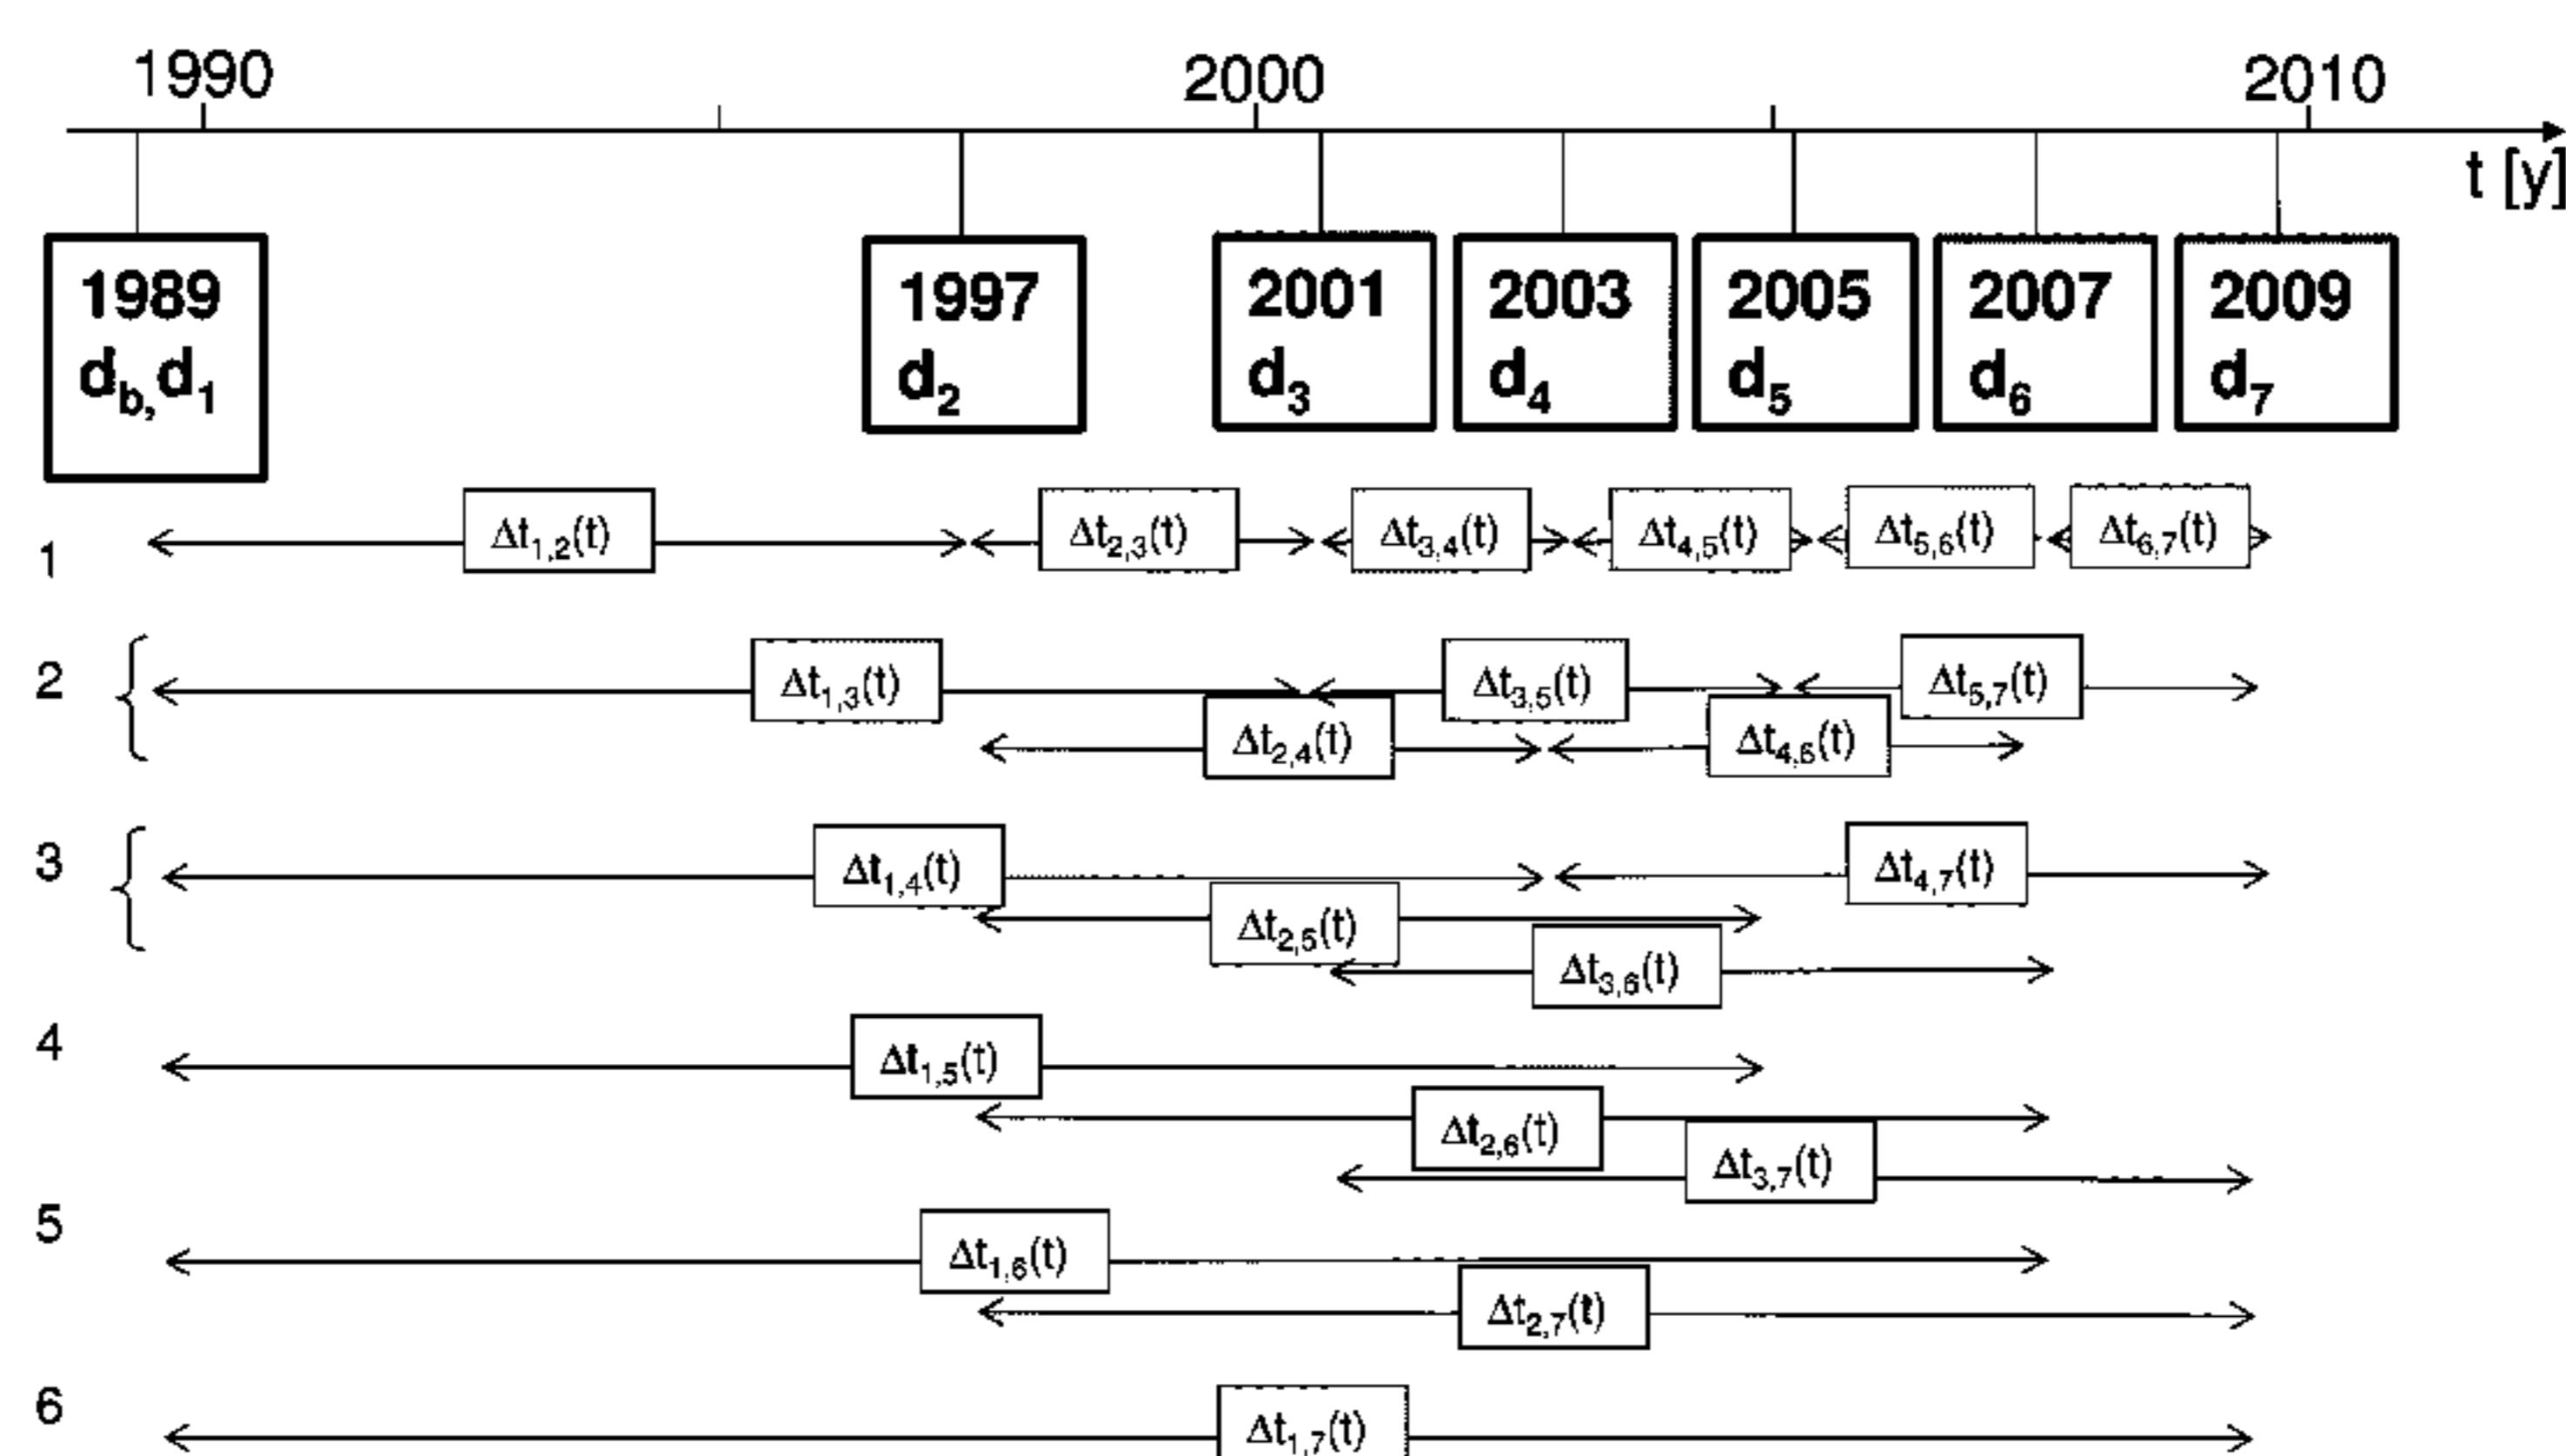 1990 2000 2010
t [y]
1989 1997 2001 2003 2005 2007 2009
d_b, d_1 d_2 d_3 d_4 d_5 d_6 d_7
1 Δt_1,2(t) Δt_2,3(t) Δt_3,4(t) Δt_4,5(t) Δt_5,6(t) Δt_6,7(t)
2 Δt_1,3(t) Δt_3,5(t) Δt_5,7(t)
Δt_2,4(t) Δt_4,6(t)
3 Δt_1,4(t) Δt_4,7(t)
Δt_2,5(t)
Δt_3,6(t)
4 Δt_1,5(t)
Δt_2,6(t)
Δt_3,7(t)
5 Δt_1,6(t)
Δt_2,7(t)
6 Δt_1,7(t)